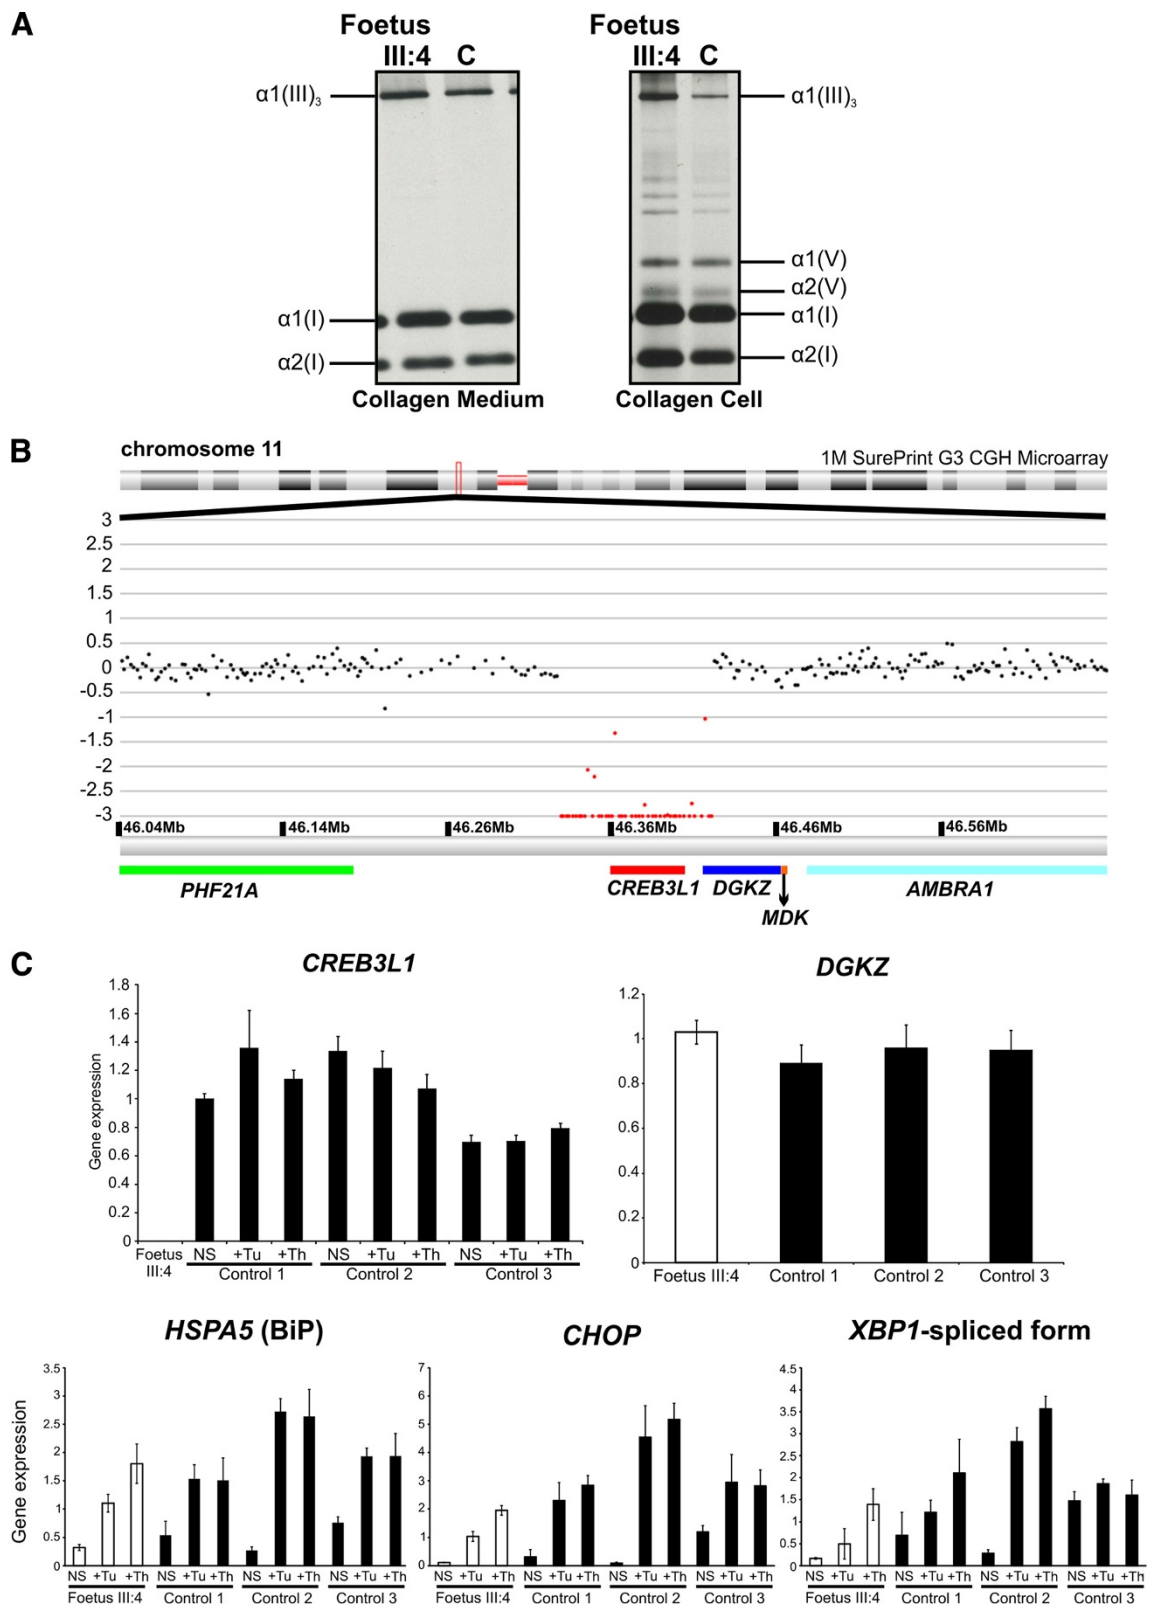 A
Foetus
III:4 C
α1(III)3
α1(I)
α2(I)
Collagen Medium
Foetus
III:4 C
α1(III)3
α1(V)
α2(V)
α1(I)
α2(I)
Collagen Cell
B
chromosome 11
1M SurePrint G3 CGH Microarray
3
2.5
2
1.5
1
0.5
0
-0.5
-1
-1.5
-2
-2.5
-3
46.04Mb 46.14Mb 46.26Mb 46.36Mb 46.46Mb 46.56Mb
PHF21A CREB3L1 DGKZ AMBRA1
MDK
C
CREB3L1
Gene expression
1.8
1.6
1.4
1.2
1
0.8
0.6
0.4
0.2
0
Foetus III:4 NS +Tu +Th NS +Tu +Th NS +Tu +Th
Control 1 Control 2 Control 3
DGKZ
1.2
1
0.8
0.6
0.4
0.2
0
Foetus III:4 Control 1 Control 2 Control 3
HSPA5 (BiP)
Gene expression
3.5
3
2.5
2
1.5
1
0.5
0
NS +Tu +Th NS +Tu +Th NS +Tu +Th NS +Tu +Th
Foetus III:4 Control 1 Control 2 Control 3
CHOP
7
6
5
4
3
2
1
0
NS +Tu +Th NS +Tu +Th NS +Tu +Th NS +Tu +Th
Foetus III:4 Control 1 Control 2 Control 3
XBP1-spliced form
4.5
4
3.5
3
2.5
2
1.5
1
0.5
0
NS +Tu +Th NS +Tu +Th NS +Tu +Th NS +Tu +Th
Foetus III:4 Control 1 Control 2 Control 3